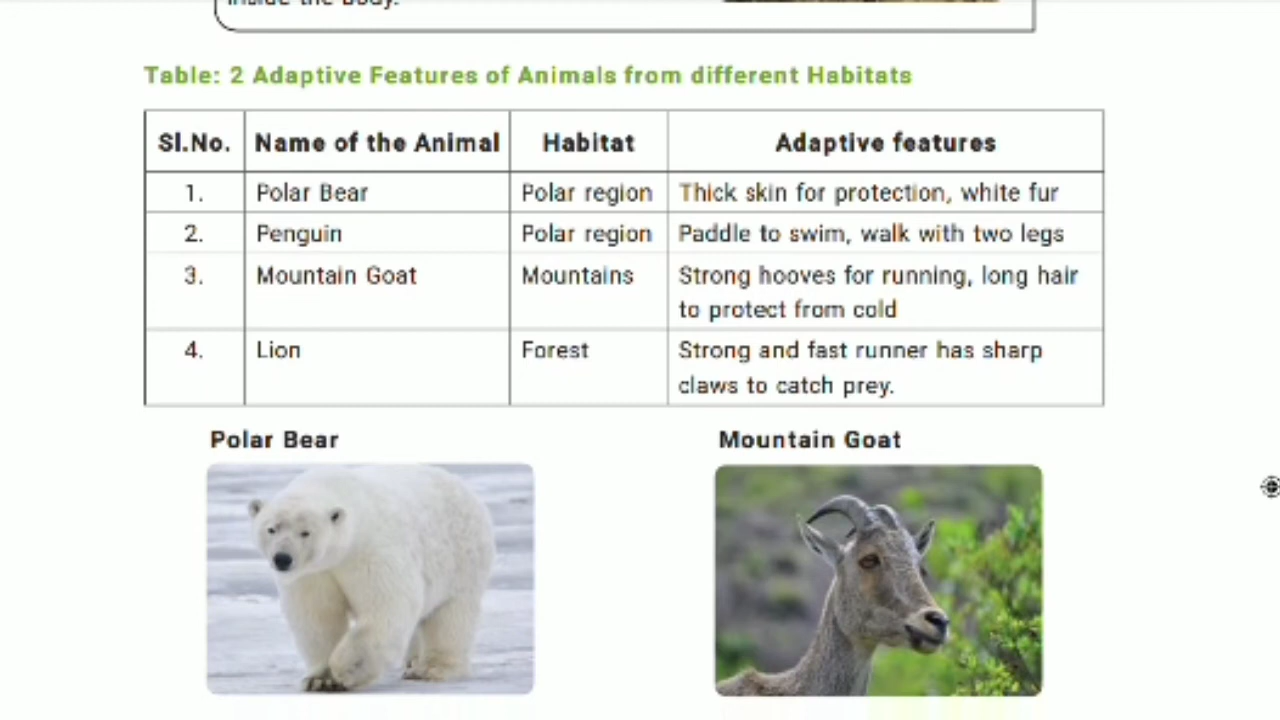 inside the body.
Table: 2 Adaptive Features of Animals from different Habitats
Sl.No. Name of the Animal Habitat Adaptive features
1. Polar Bear Polar region Thick skin for protection, white fur
2. Penguin Polar region Paddle to swim, walk with two legs
3. Mountain Goat Mountains Strong hooves for running, long hair
to protect from cold
4. Lion Forest Strong and fast runner has sharp
claws to catch prey.
Polar Bear Mountain Goat